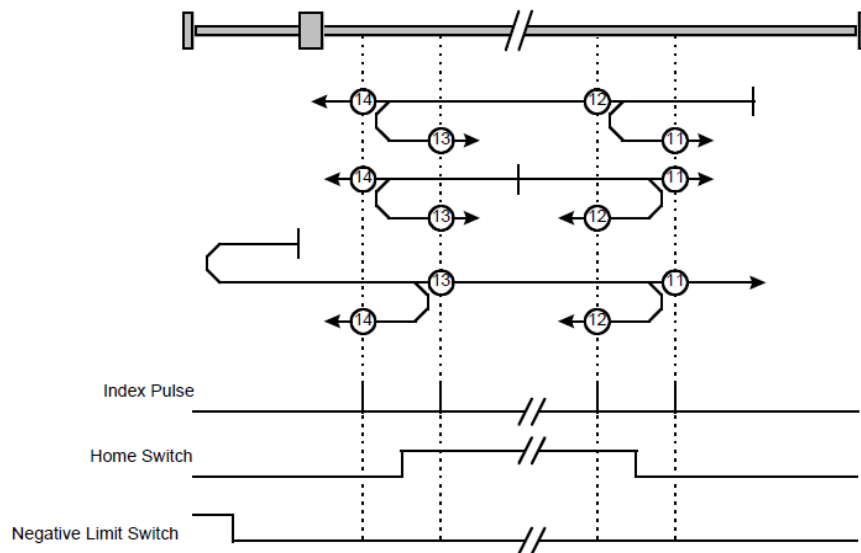 14 12
13 11
14 11
13 12
13 11
14 12
Index Pulse
Home Switch
Negative Limit Switch